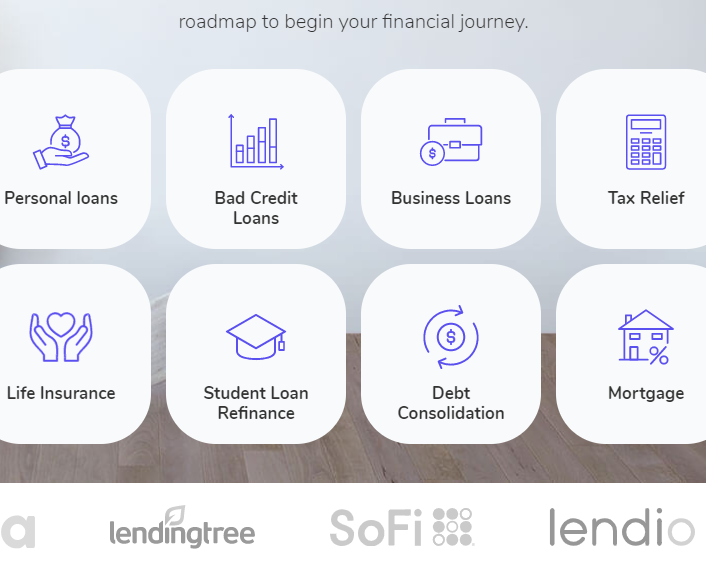 roadmap to begin your financial journey.
Personal loans
Bad Credit
Loans
Business Loans
Tax Relief
Life Insurance
Student Loan
Refinance
Debt
Consolidation
Mortgage
a
lendingtree
SoFi
lendio